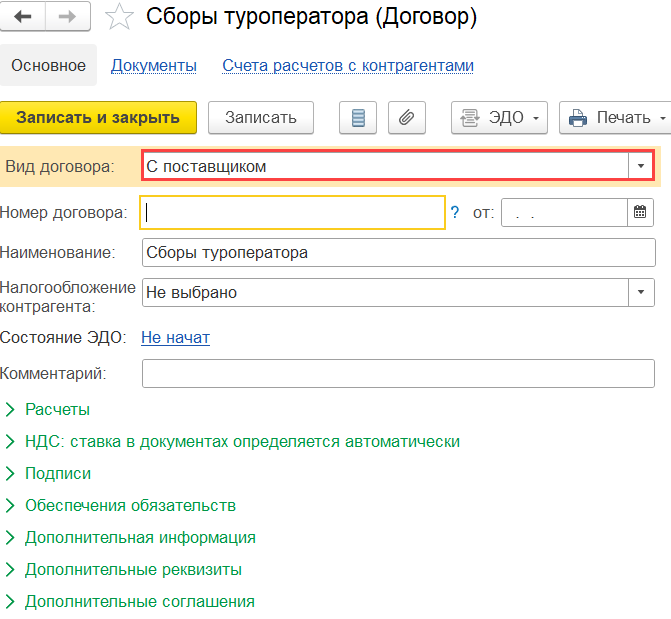 Сборы туроператора (Договор)
Основное Документы Счета расчетов с контрагентами
Записать и закрыть Записать ЭДО Печать
Вид договора: С поставщиком
Номер договора: ? от: . .
Наименование: Сборы туроператора
Налогообложение контрагента: Не выбрано
Состояние ЭДО: Не начат
Комментарий:
Расчеты
НДС: ставка в документах определяется автоматически
Подписи
Обеспечения обязательств
Дополнительная информация
Дополнительные реквизиты
Дополнительные соглашения